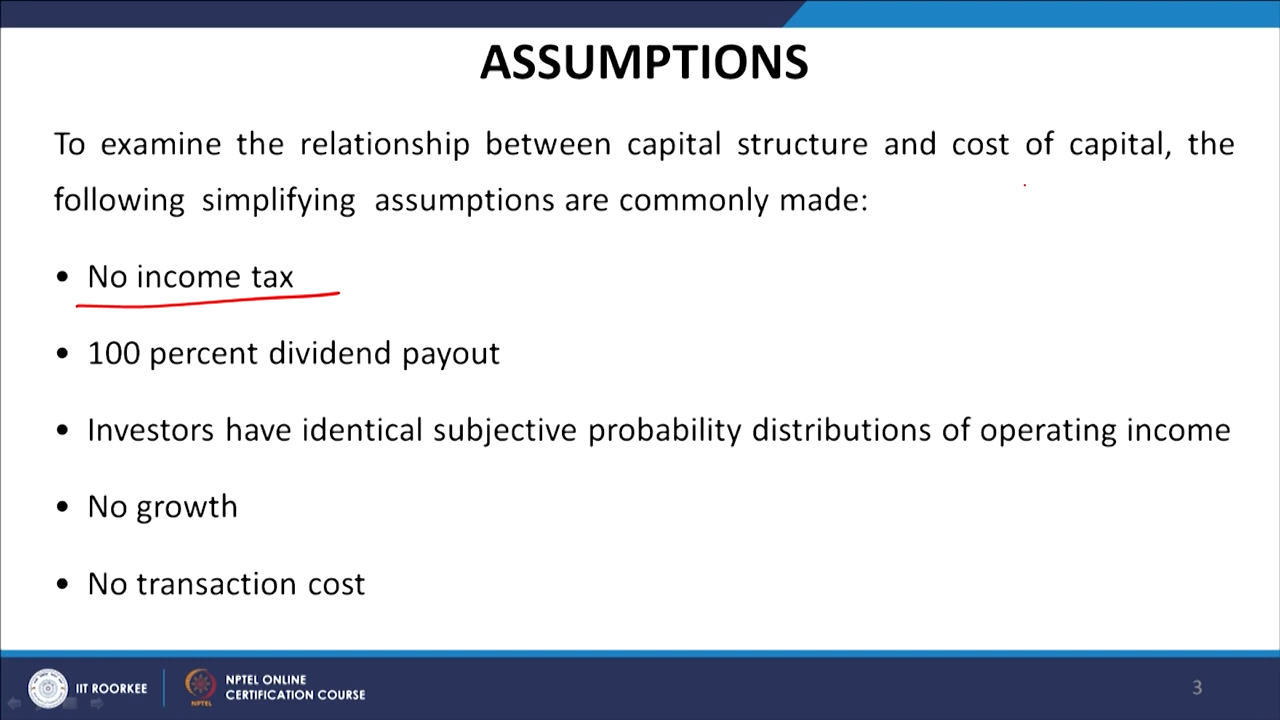 ASSUMPTIONS
To examine the relationship between capital structure and cost of capital, the
following simplifying assumptions are commonly made:
• No income tax
• 100 percent dividend payout
• Investors have identical subjective probability distributions of operating income
• No growth
• No transaction cost
IIT ROORKEE
NPTEL
NPTEL ONLINE
CERTIFICATION COURSE
3